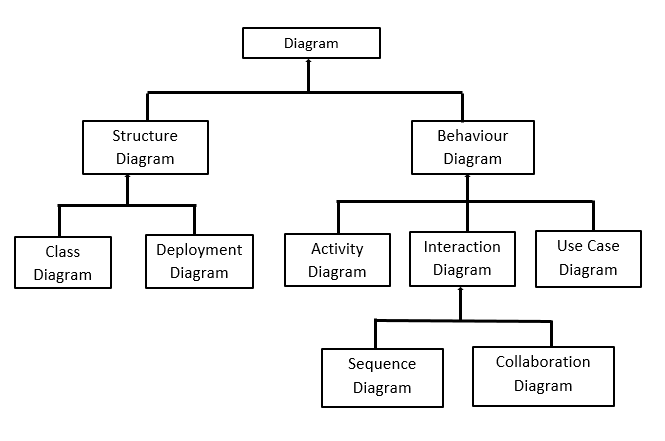 Diagram
Structure
Diagram
Behaviour
Diagram
Class
Diagram
Deployment
Diagram
Activity
Diagram
Interaction
Diagram
Use Case
Diagram
Sequence
Diagram
Collaboration
Diagram